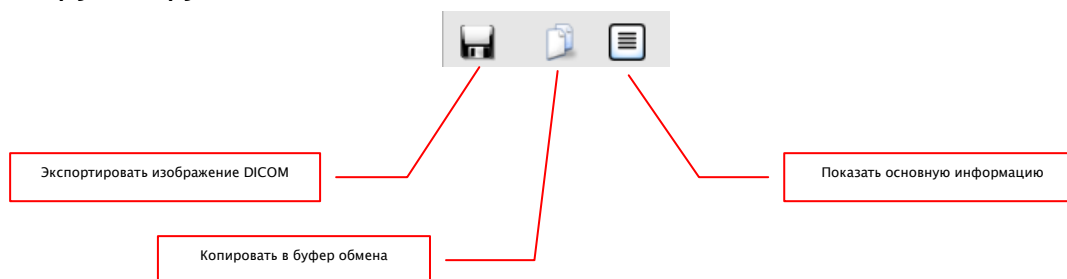 Экспортировать изображение DICOM
Показать основную информацию
Копировать в буфер обмена